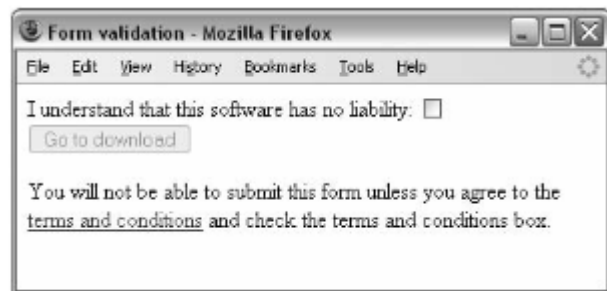 Form validation - Mozilla Firefox
File Edit View History Bookmarks Tools Help
I understand that this software has no liability:
Go to download
You will not be able to submit this form unless you agree to the
terms and conditions and check the terms and conditions box.